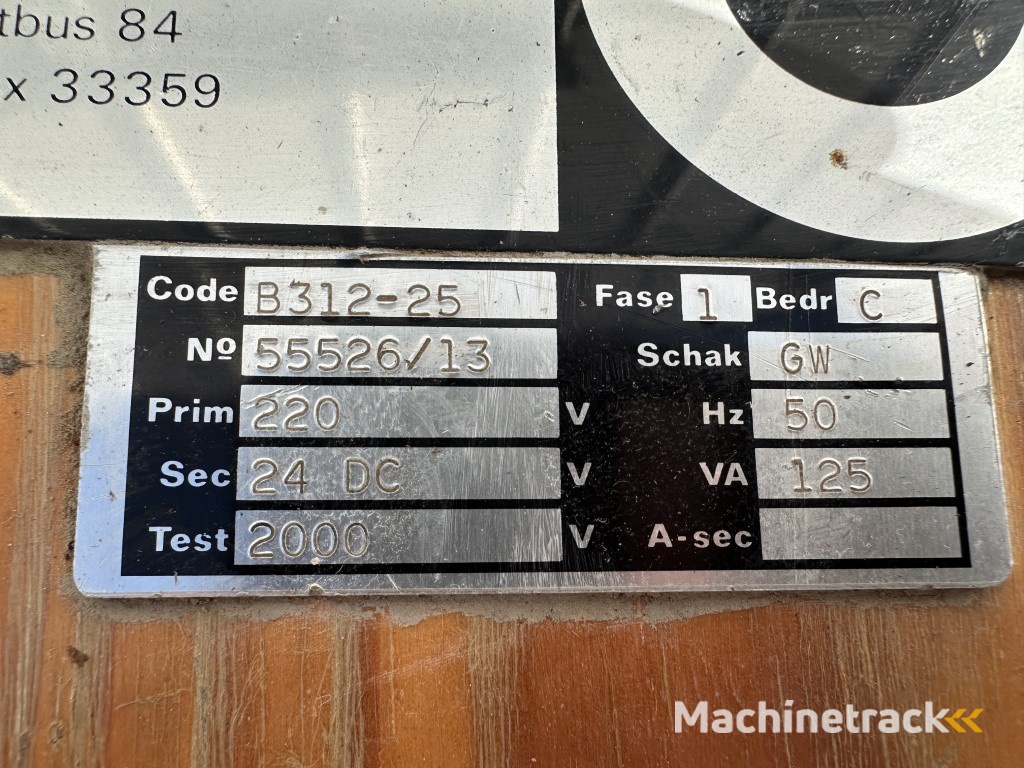 tbus 84
x 33359
Code B312-25 Fase 1 Bedr C
Nº 55526/13 Schak GW
Prim 220 V Hz 50
Sec 24 DC V VA 125
Test 2000 V A-sec
Machinetrack